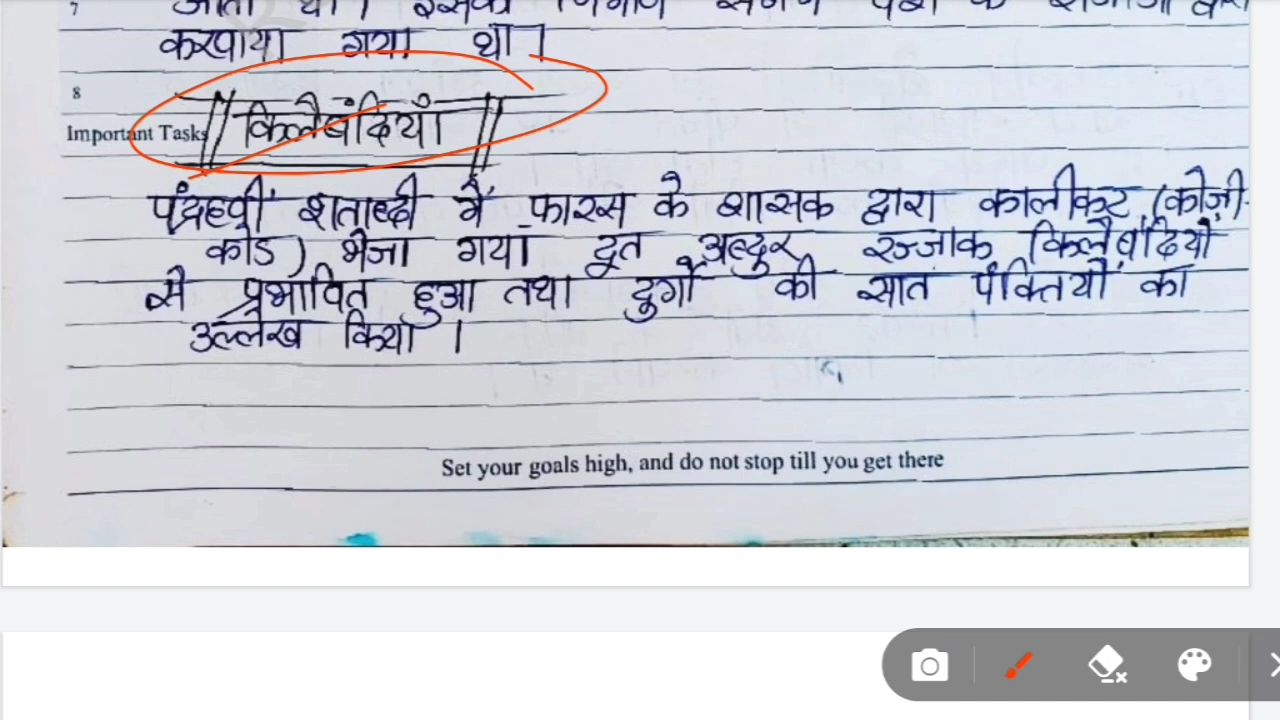 7
करवाया गया था।
8
Important Tasks
किलैबंदियाँ
पंद्रहवीं शताब्दी में फारस के शासक द्वारा कालीकट (कोज़ी-
कोड) भेजा गया दूत अब्दुर रज्जाक किलैबंदियों
से प्रभावित हुआ तथा दुर्गों की सात पंक्तियों का
उल्लेख किया।
Set your goals high, and do not stop till you get there